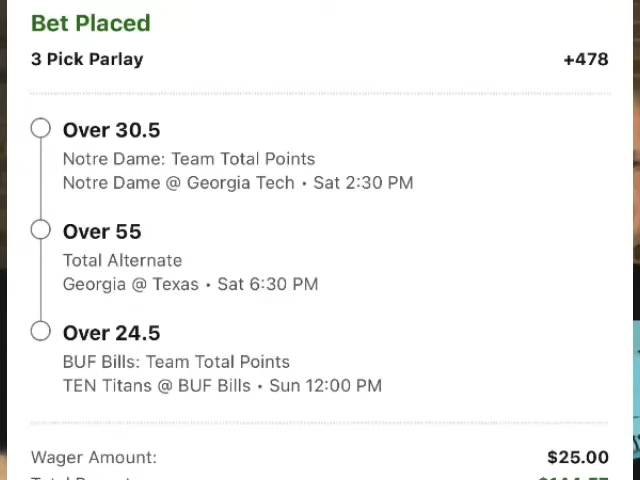 Bet Placed
3 Pick Parlay +478
Over 30.5
Notre Dame: Team Total Points
Notre Dame @ Georgia Tech • Sat 2:30 PM
Over 55
Total Alternate
Georgia @ Texas • Sat 6:30 PM
Over 24.5
BUF Bills: Team Total Points
TEN Titans @ BUF Bills • Sun 12:00 PM
Wager Amount: $25.00